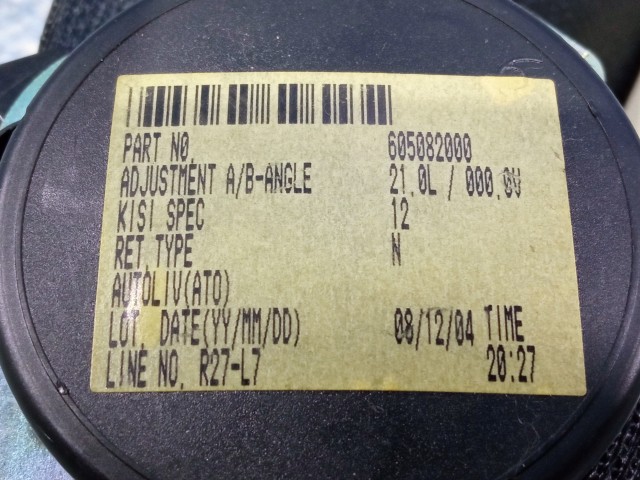 PART NO. 605082000
ADJUSTMENT A/B-ANGLE 21.0L / 000.0V
KISI SPEC 12
RET.TYPE N
AUTOLIV(ATO)
LOT. DATE(YY/MM/DD) 08/12/04 TIME
LINE NO. R27-L7 20:27